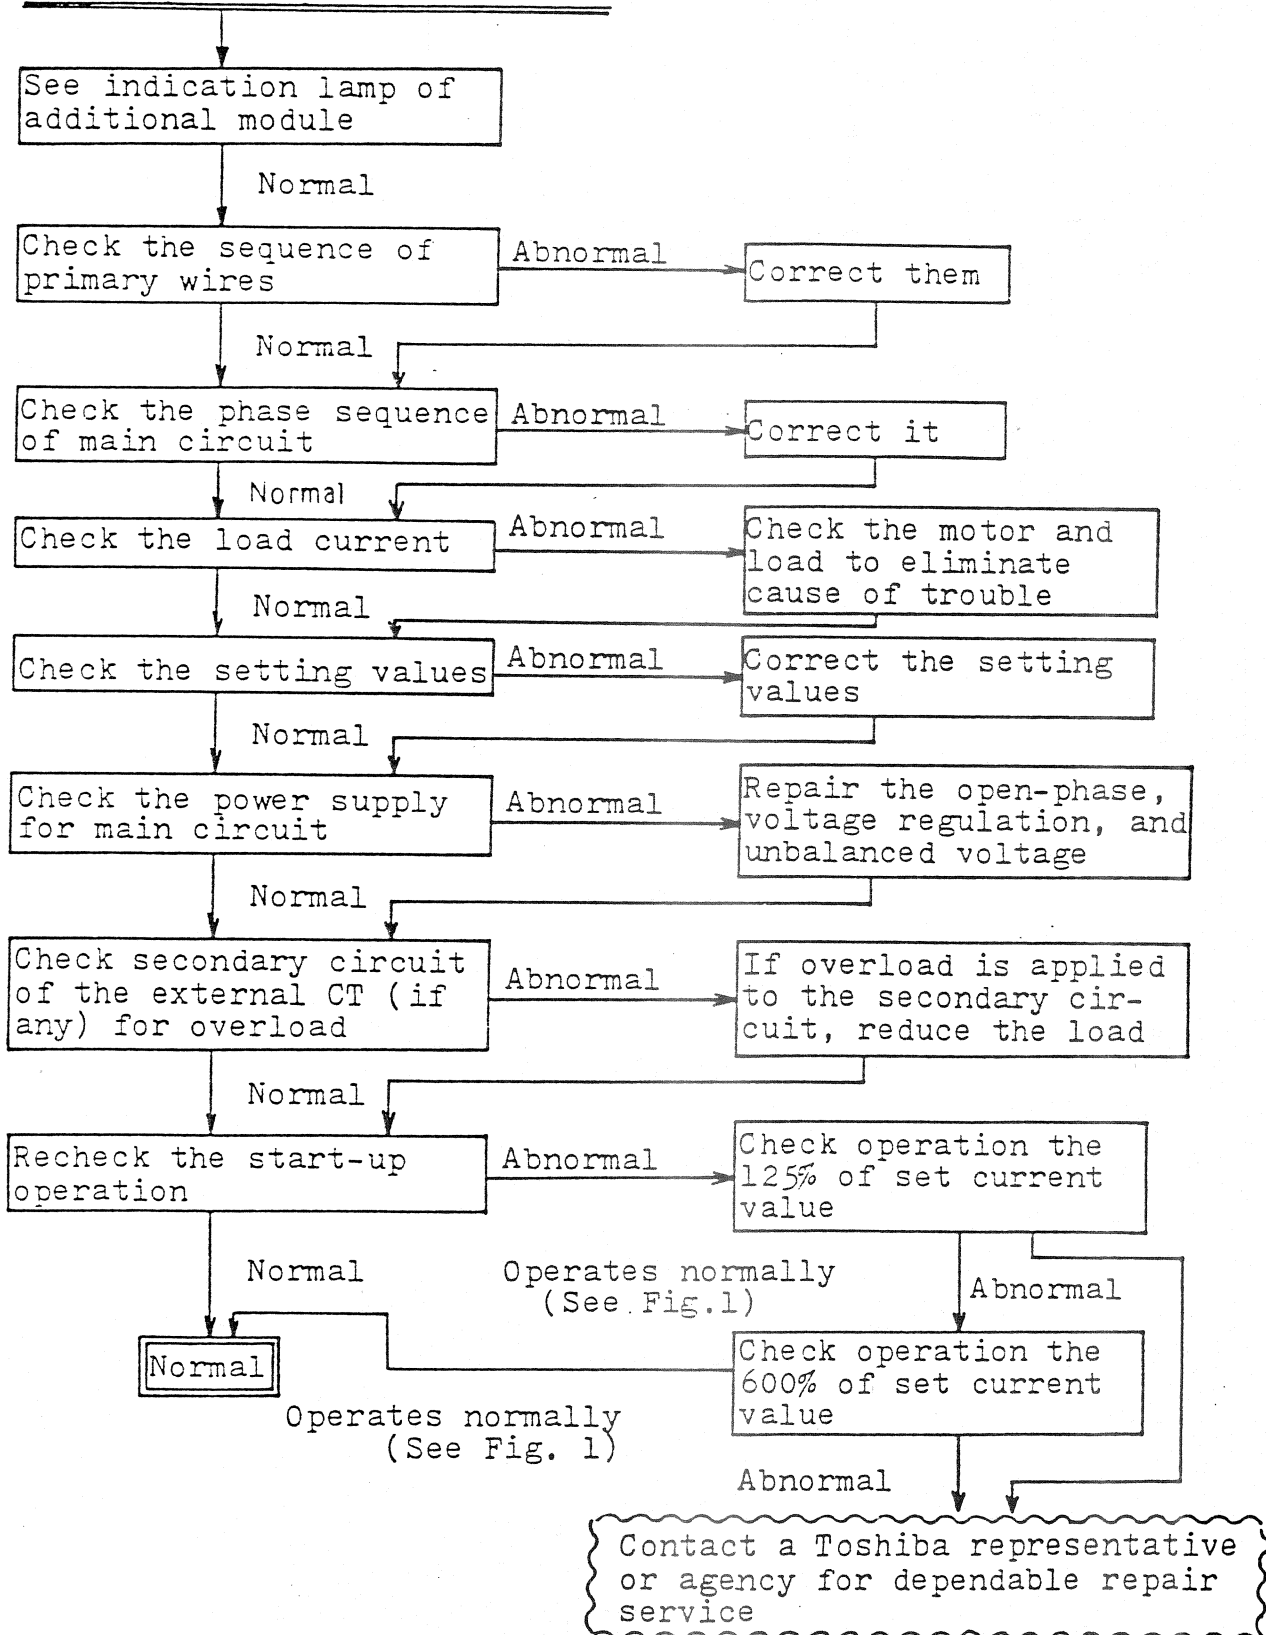 See indication lamp of
additional module
Normal
Check the sequence of
primary wires
Abnormal
Correct them
Normal
Check the phase sequence
of main circuit
Abnormal
Correct it
Normal
Check the load current
Abnormal
Check the motor and
load to eliminate
cause of trouble
Normal
Check the setting values
Abnormal
Correct the setting
values
Normal
Check the power supply
for main circuit
Abnormal
Repair the open-phase,
voltage regulation, and
unbalanced voltage
Normal
Check secondary circuit
of the external CT (if
any) for overload
Abnormal
If overload is applied
to the secondary cir-
cuit, reduce the load
Normal
Recheck the start-up
operation
Abnormal
Check operation the
125% of set current
value
Normal
Operates normally
(See Fig.1)
Abnormal
Normal
Check operation the
600% of set current
value
Operates normally
(See Fig. 1)
Abnormal
Contact a Toshiba representative
or agency for dependable repair
service